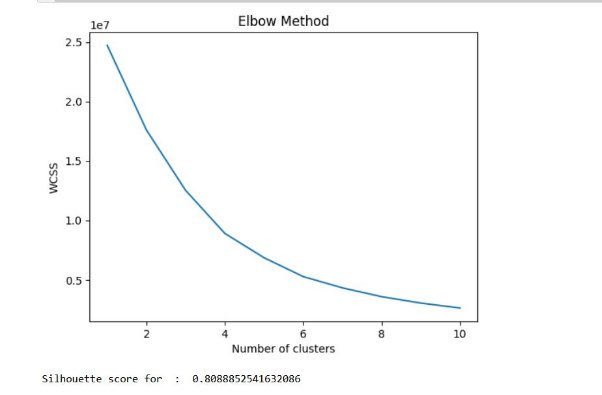 Elbow Method
1e7
2.5
2.0
1.5
1.0
0.5
WCSS
2 4 6 8 10
Number of clusters
Silhouette score for  :  0.8088852541632086